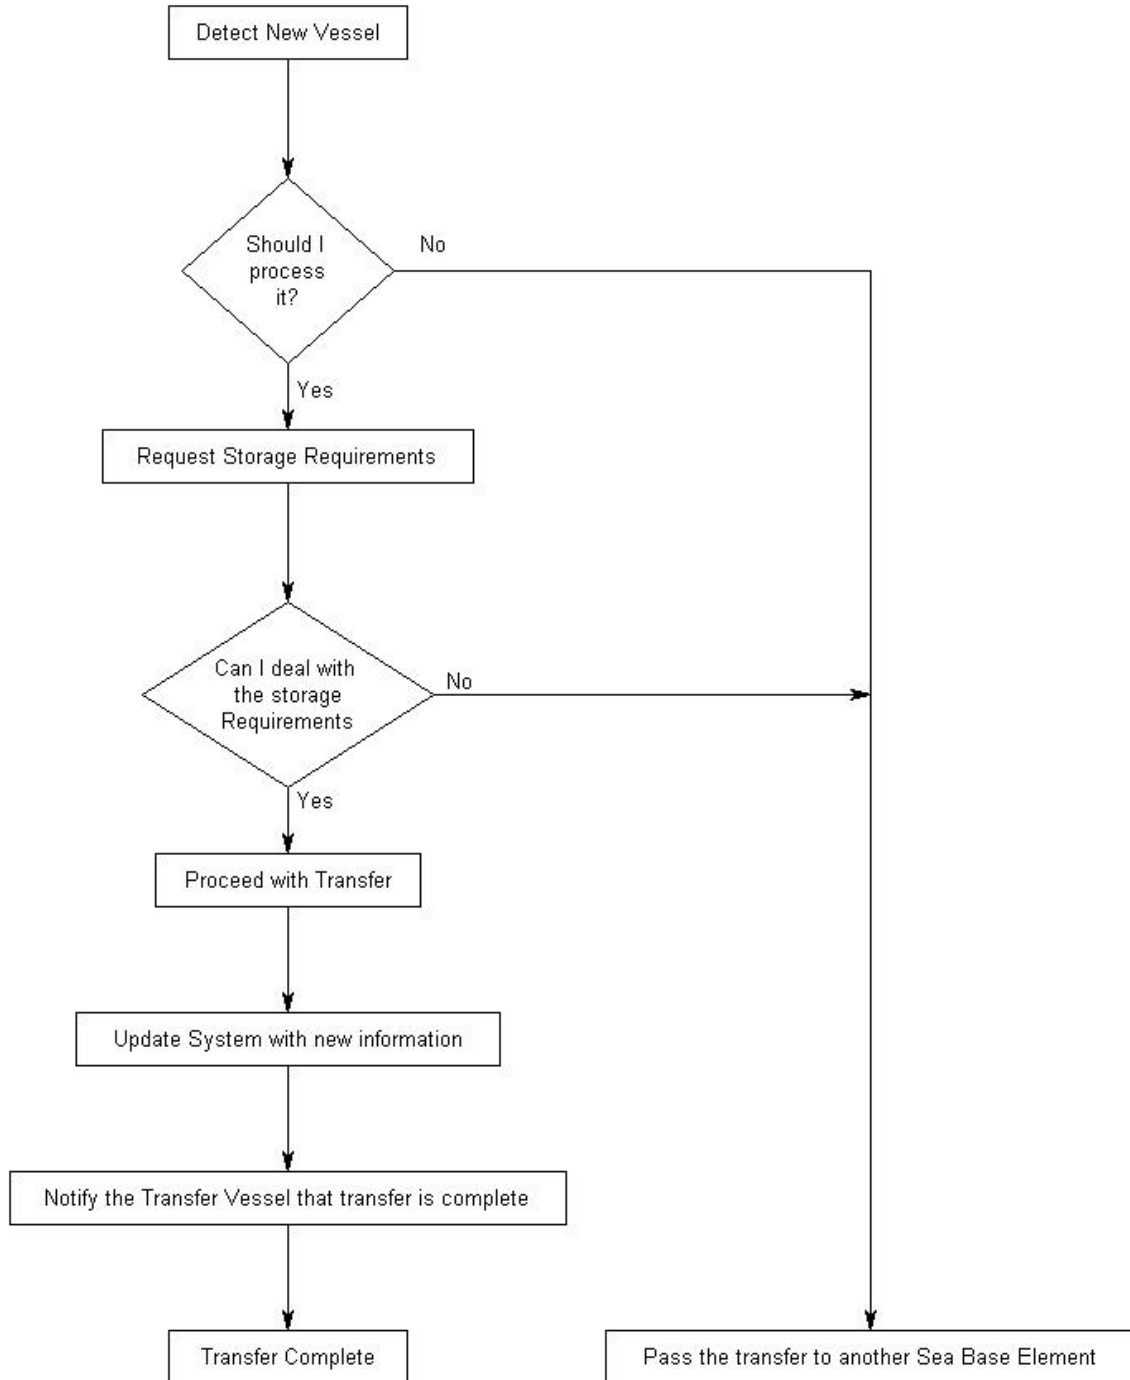 Detect New Vessel
Should I
process
it?
No
Yes
Request Storage Requirements
Can I deal with
the storage
Requirements
No
Yes
Proceed with Transfer
Update System with new information
Notify the Transfer Vessel that transfer is complete
Transfer Complete
Pass the transfer to another Sea Base Element